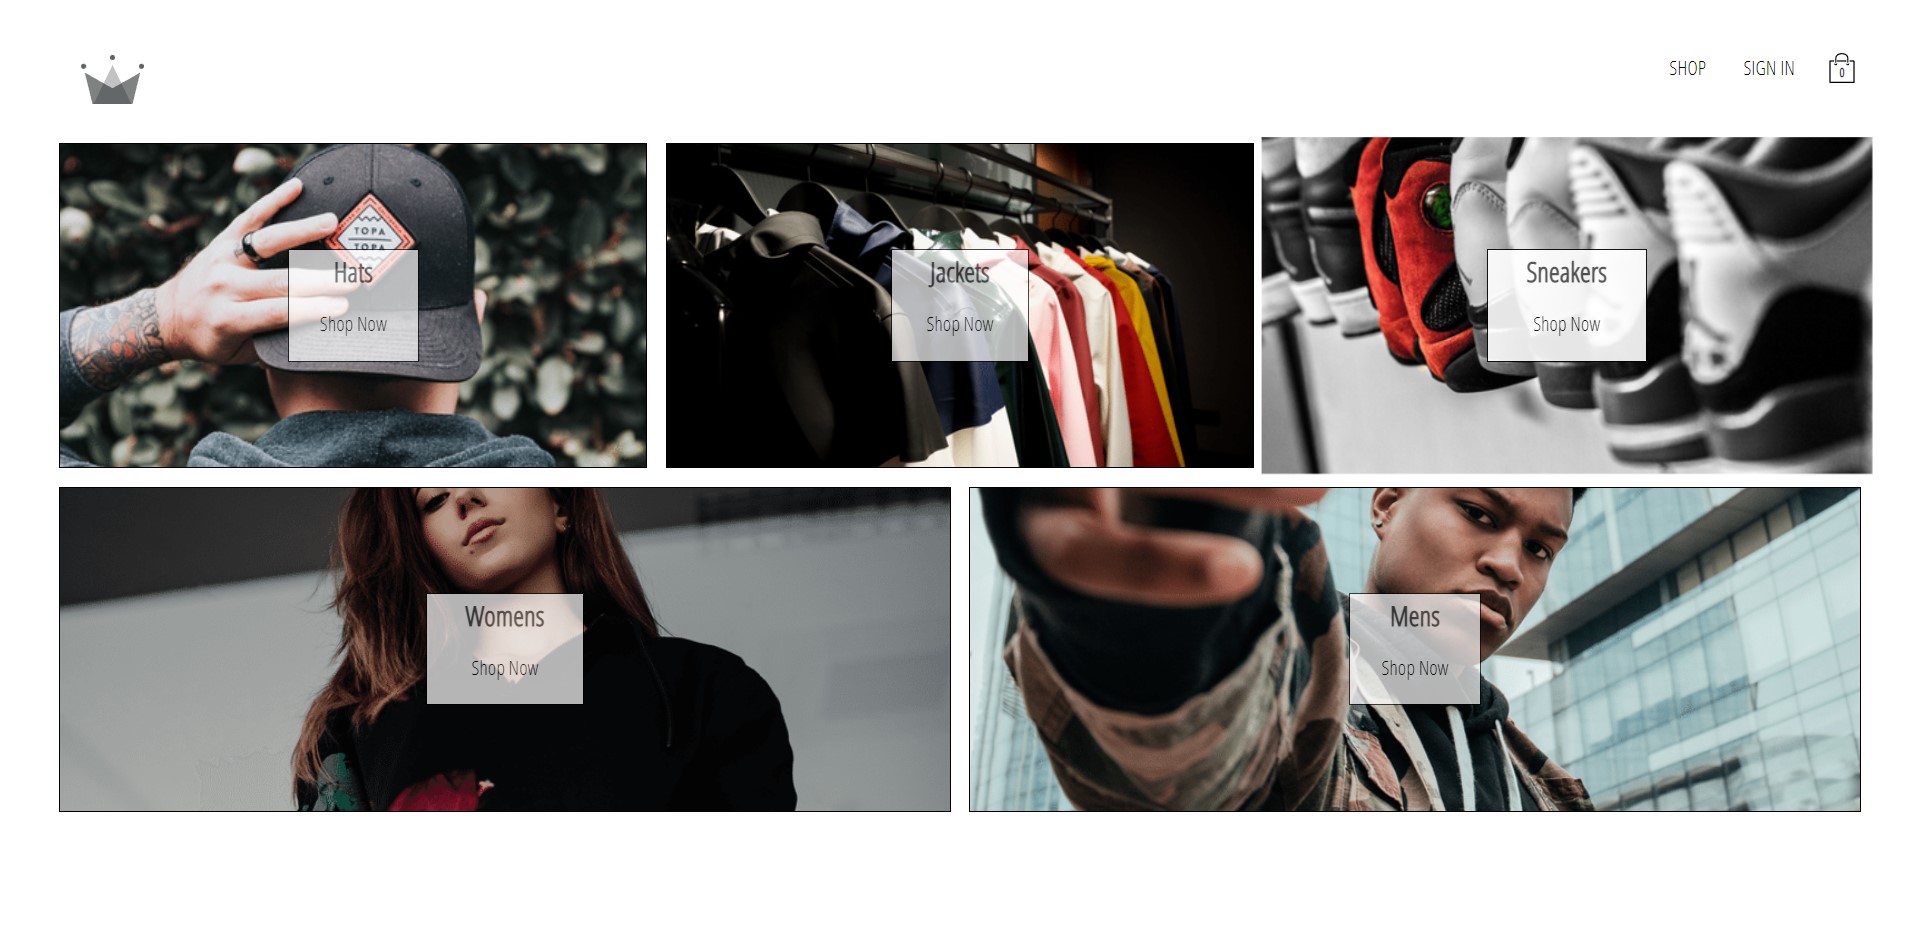 SHOP
SIGN IN
0
TOPA
TOPA
Hats
Shop Now
Jackets
Shop Now
Sneakers
Shop Now
Womens
Shop Now
Mens
Shop Now